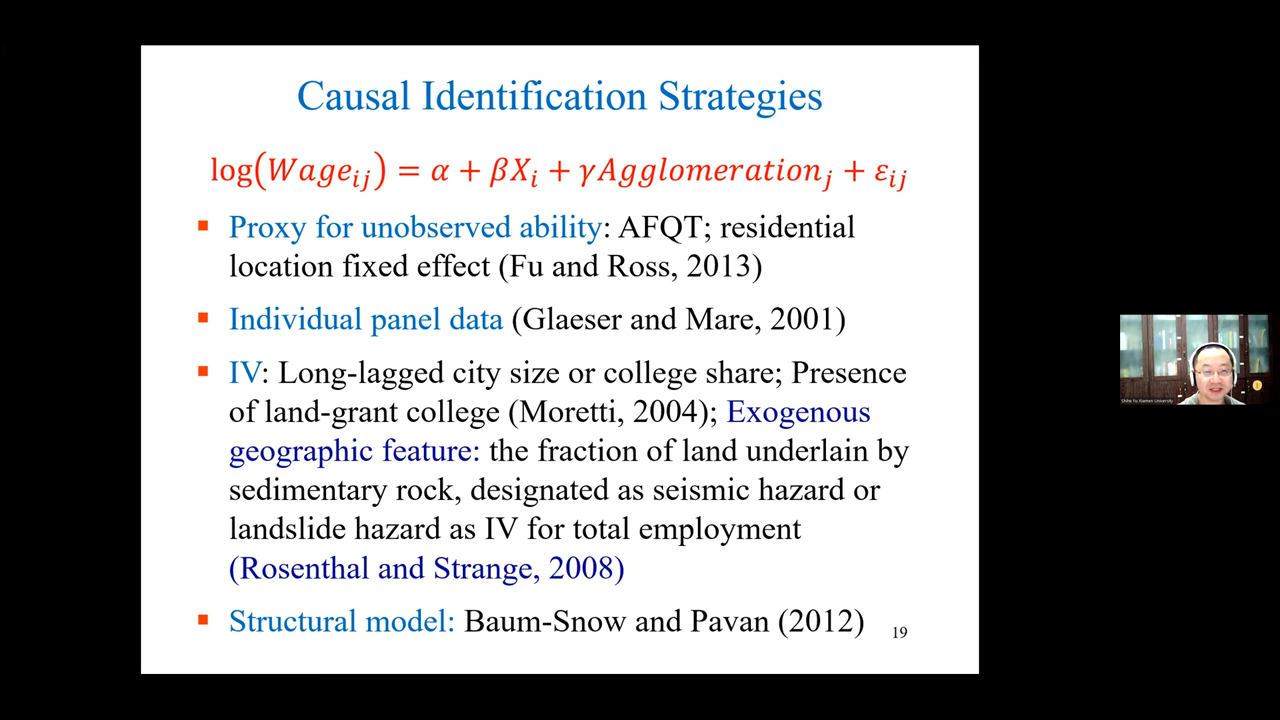 Causal Identification Strategies
log(Wage_ij) = α + βX_i + γAgglomeration_j + ε_ij
▪ Proxy for unobserved ability: AFQT; residential
location fixed effect (Fu and Ross, 2013)
▪ Individual panel data (Glaeser and Mare, 2001)
▪ IV: Long-lagged city size or college share; Presence
of land-grant college (Moretti, 2004); Exogenous
geographic feature: the fraction of land underlain by
sedimentary rock, designated as seismic hazard or
landslide hazard as IV for total employment
(Rosenthal and Strange, 2008)
▪ Structural model: Baum-Snow and Pavan (2012)
19
Xiamen University